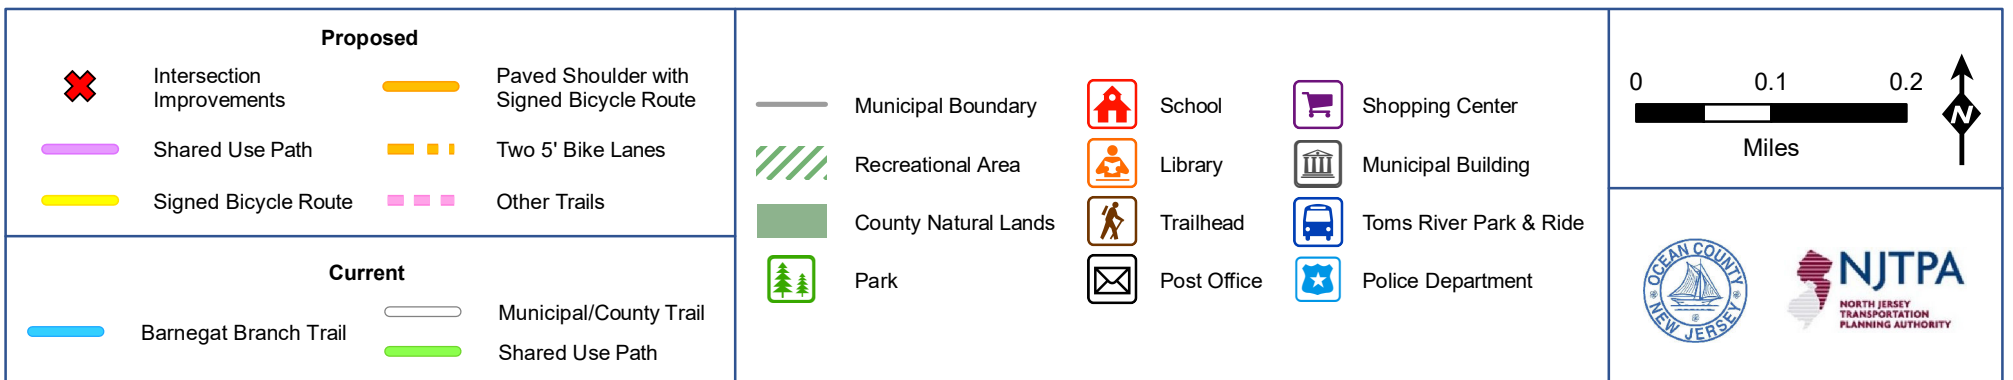 Proposed
Intersection
Improvements
Paved Shoulder with
Signed Bicycle Route
Shared Use Path
Two 5' Bike Lanes
Signed Bicycle Route
Other Trails
Current
Barnegat Branch Trail
Municipal/County Trail
Shared Use Path
Municipal Boundary
Recreational Area
County Natural Lands
Park
School
Library
Trailhead
Post Office
Shopping Center
Municipal Building
Toms River Park & Ride
Police Department
0 0.1 0.2
Miles
N
OCEAN COUNTY
NEW JERSEY
NJTPA
NORTH JERSEY
TRANSPORTATION
PLANNING AUTHORITY